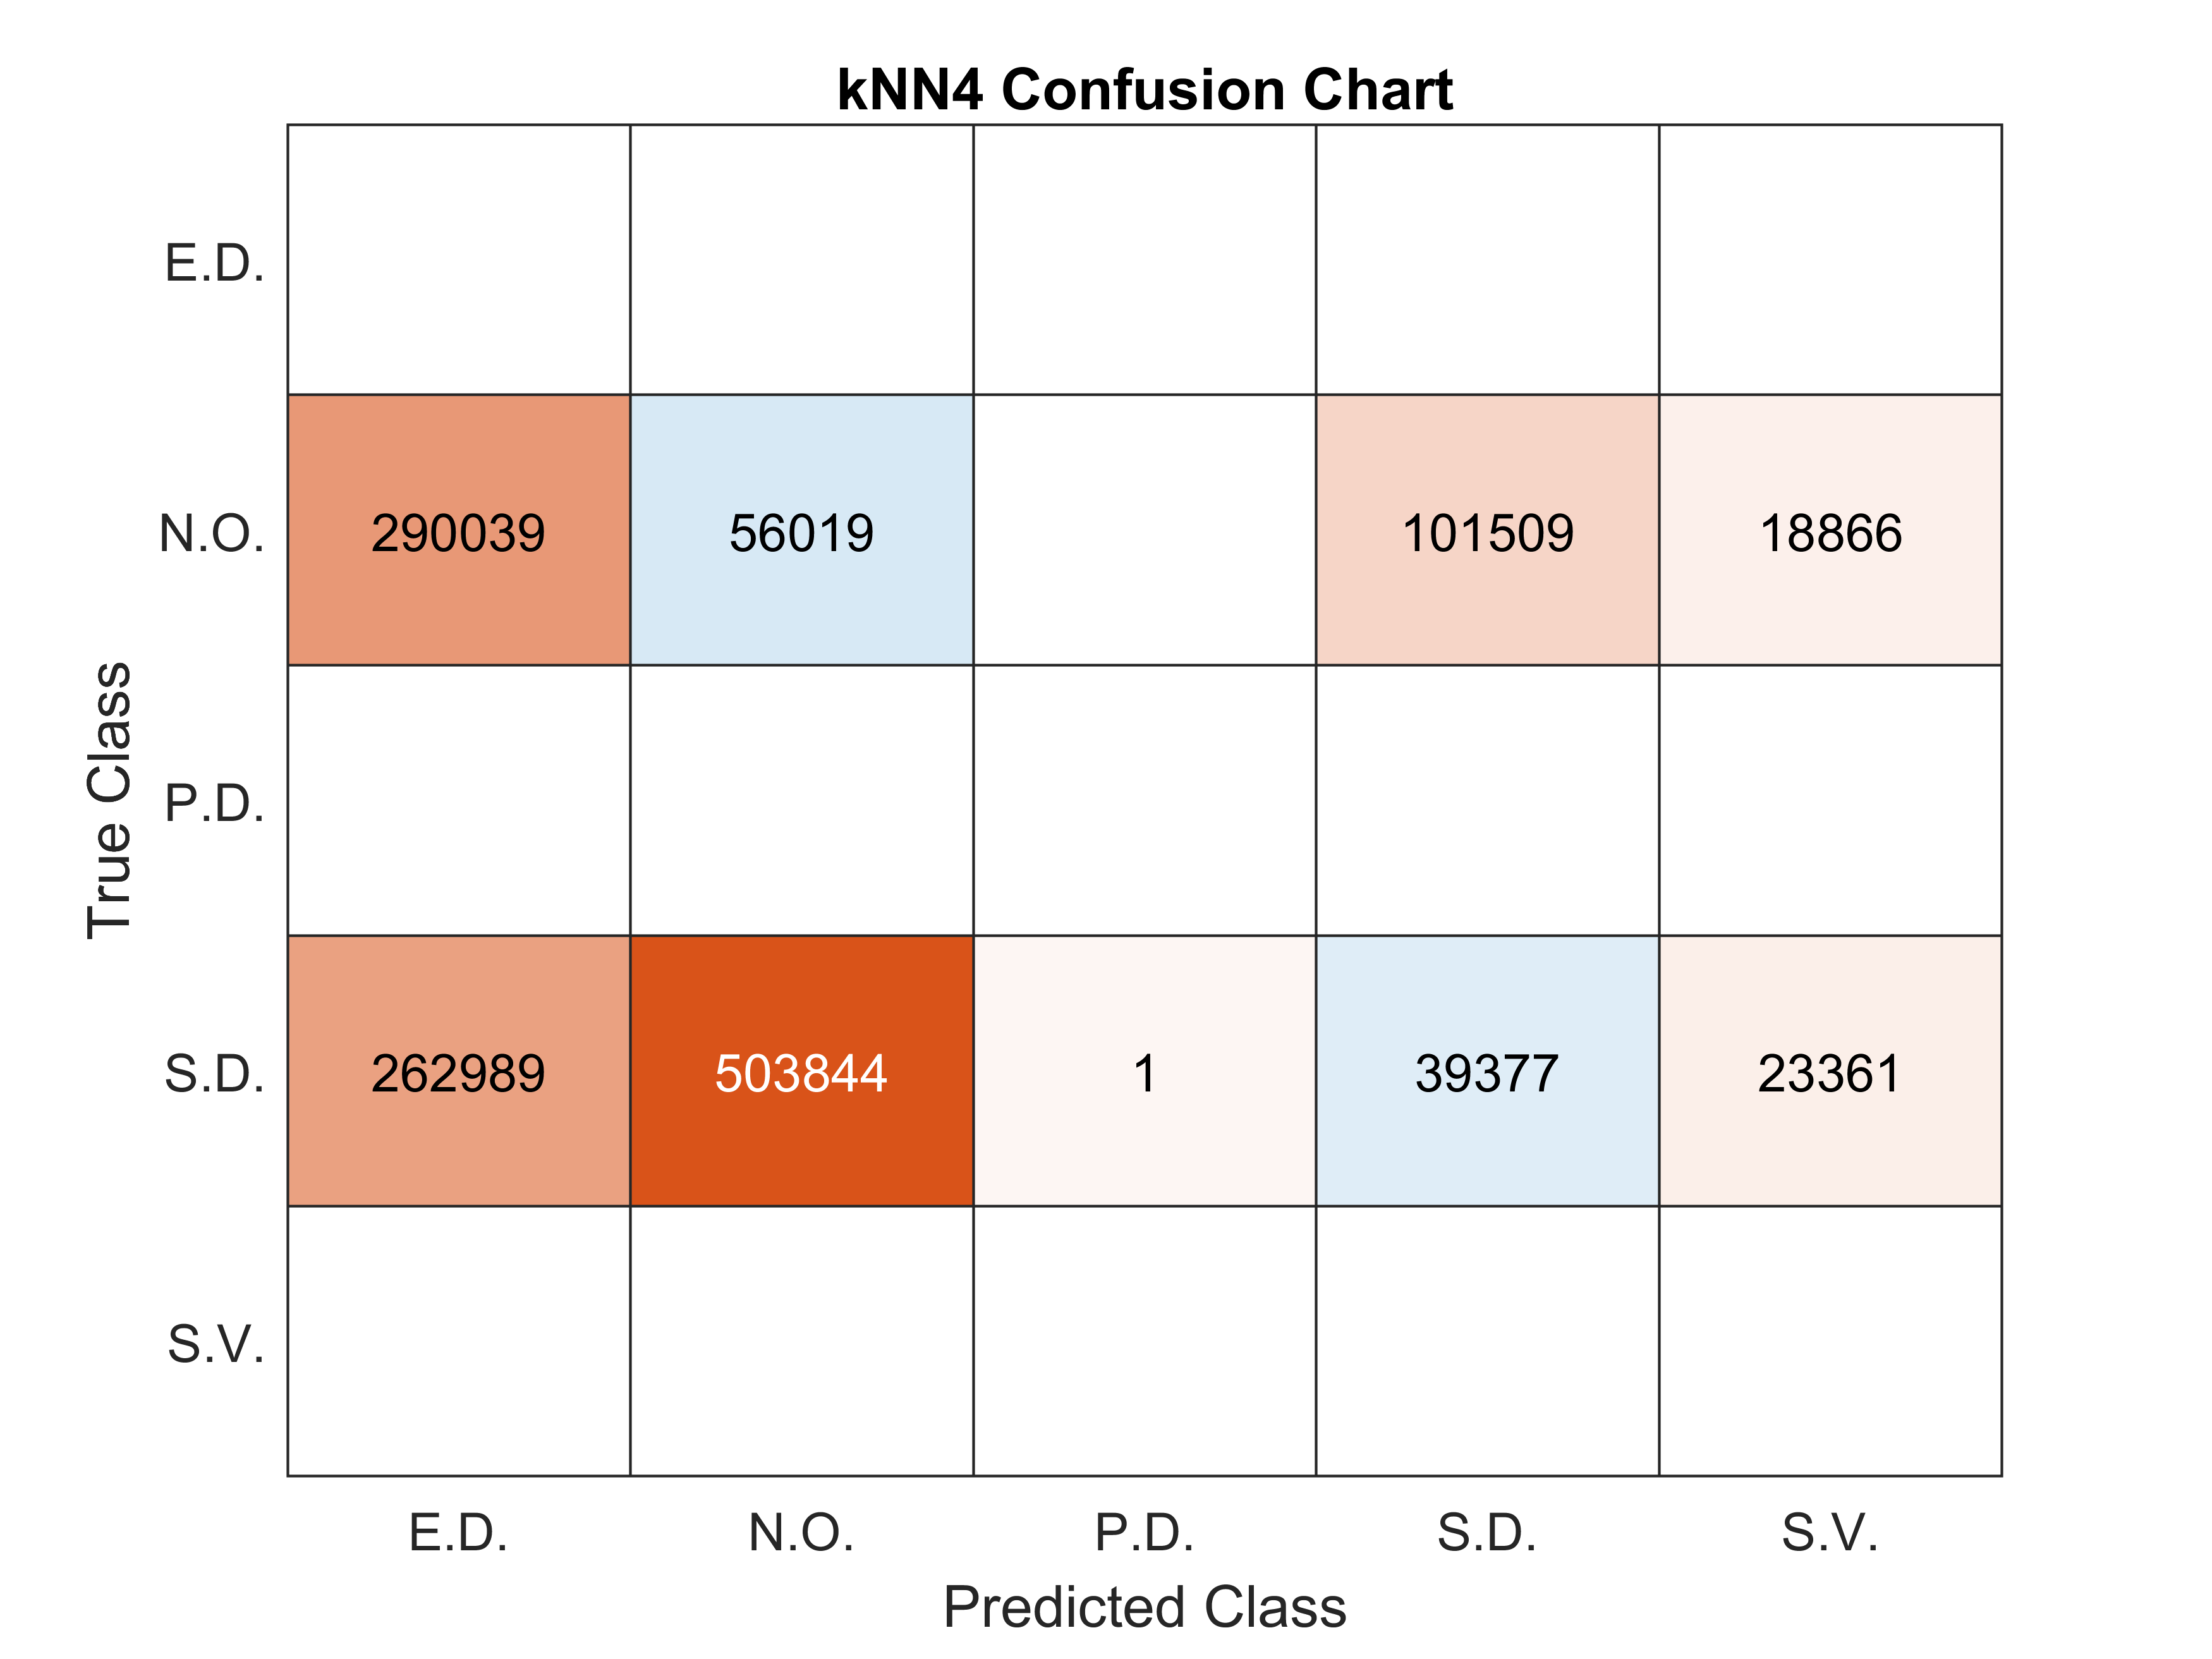 kNN4 Confusion Chart
E.D.
N.O. 290039 56019 101509 18866
P.D.
S.D. 262989 503844 1 39377 23361
S.V.
True Class
E.D. N.O. P.D. S.D. S.V.
Predicted Class